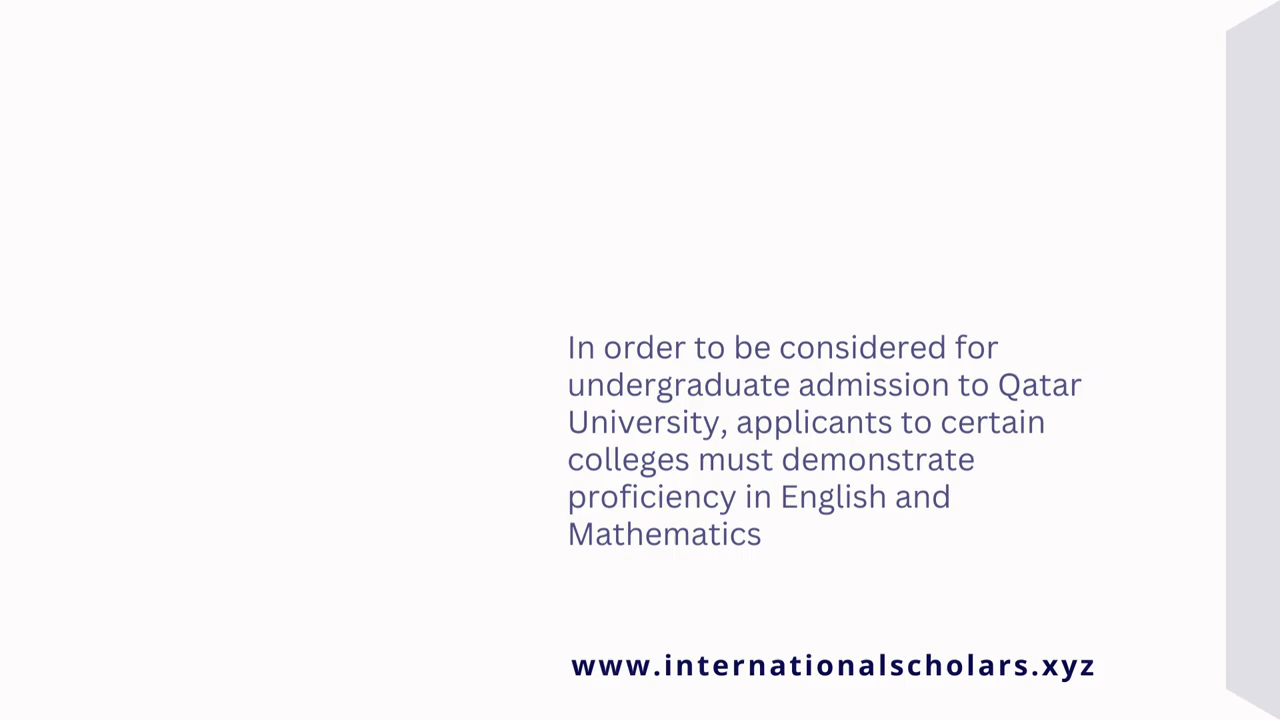 In order to be considered for
undergraduate admission to Qatar
University, applicants to certain
colleges must demonstrate
proficiency in English and
Mathematics
www.internationalscholars.xyz